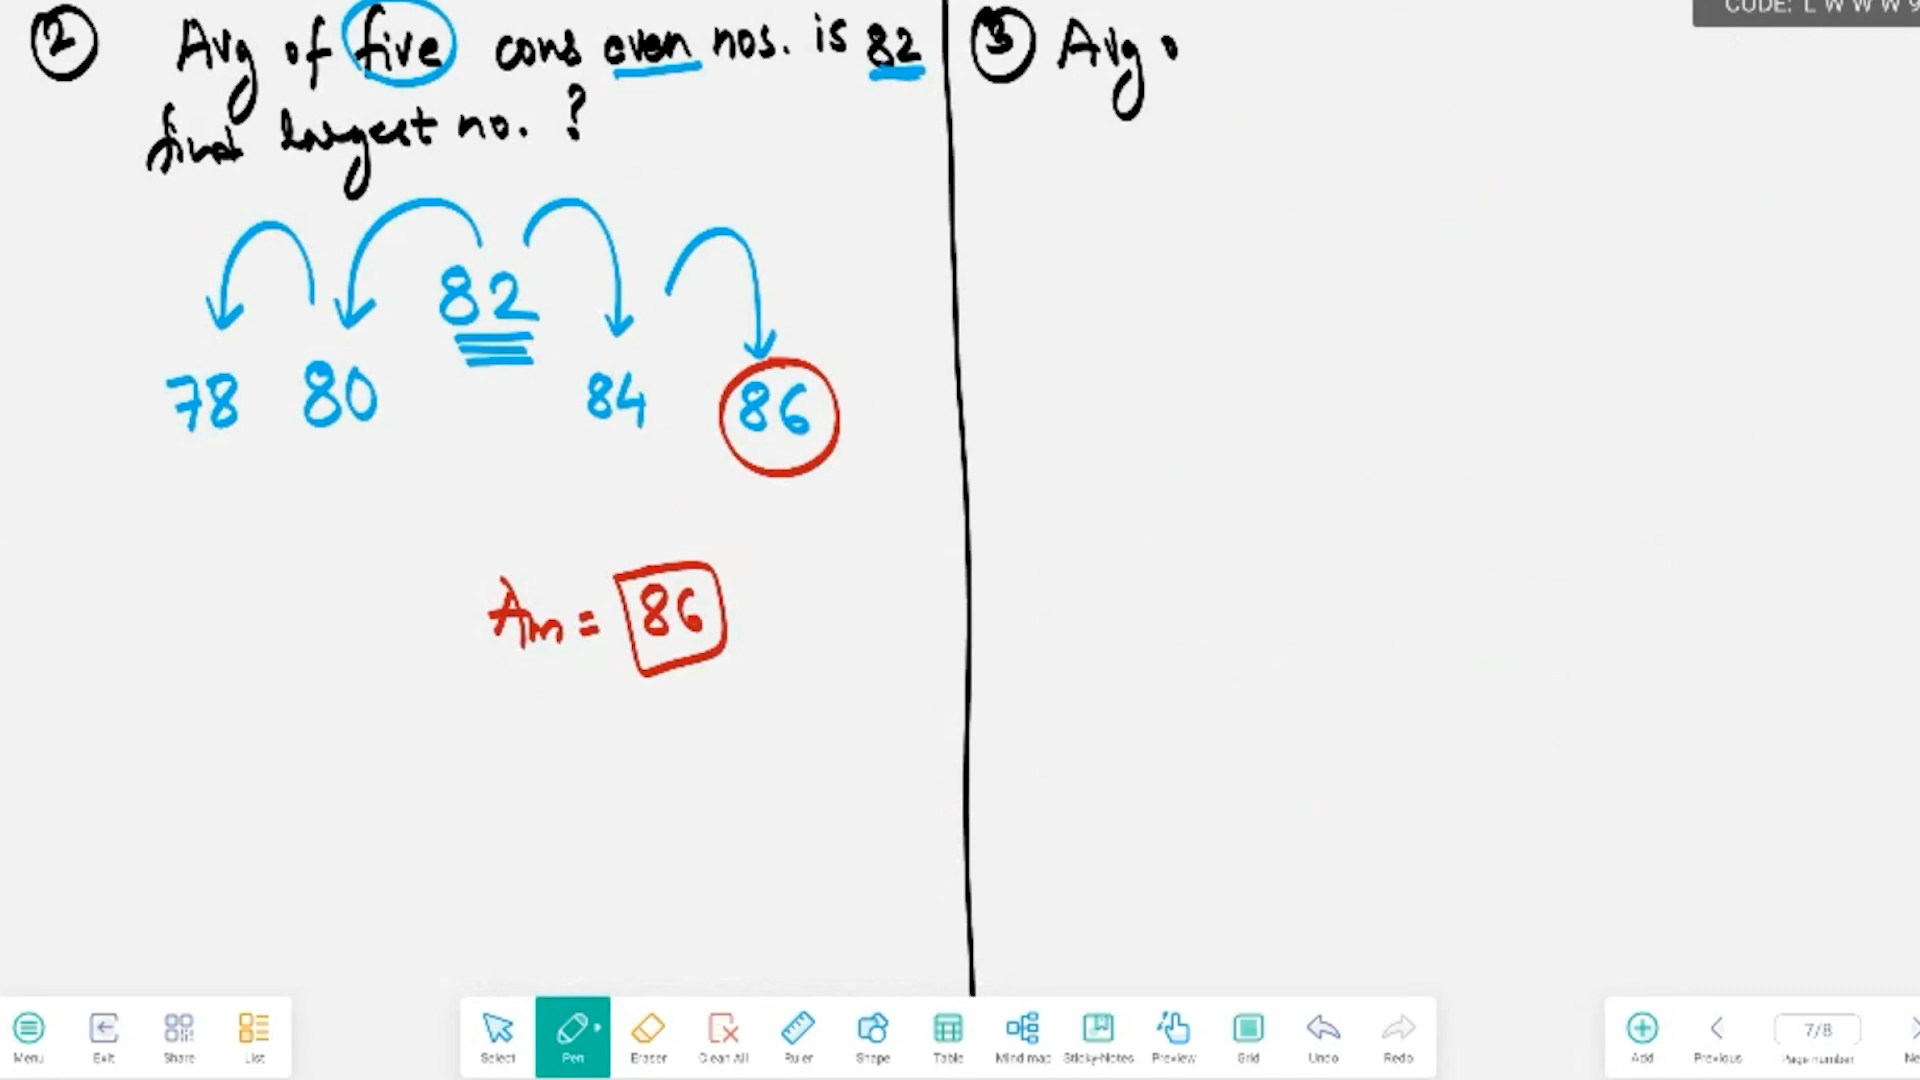 CODE: L W W W 9
② Avg of five cons even nos. is 82
find largest no. ?
82
78 80 84 86
Ans = 86
③ Avg o
Menu Exit Share List Select Pen Eraser Clean All Ruler Shape Table Mind map Sticky-Notes Preview Grid Undo Redo Add Previous 7/8 Page number Ne